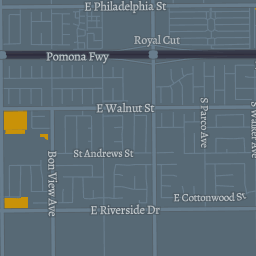 E Philadelphia St
Royal Cut
Pomona Fwy
E Walnut St
S Parco Ave
S Walker Ave
St Andrews St
Bon View Ave
E Cottonwood St
E Riverside Dr